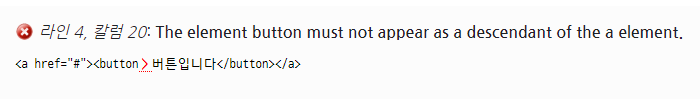 라인 4, 칼럼 20: The element button must not appear as a descendant of the a element.
<a href="#"><button>버튼입니다</button></a>